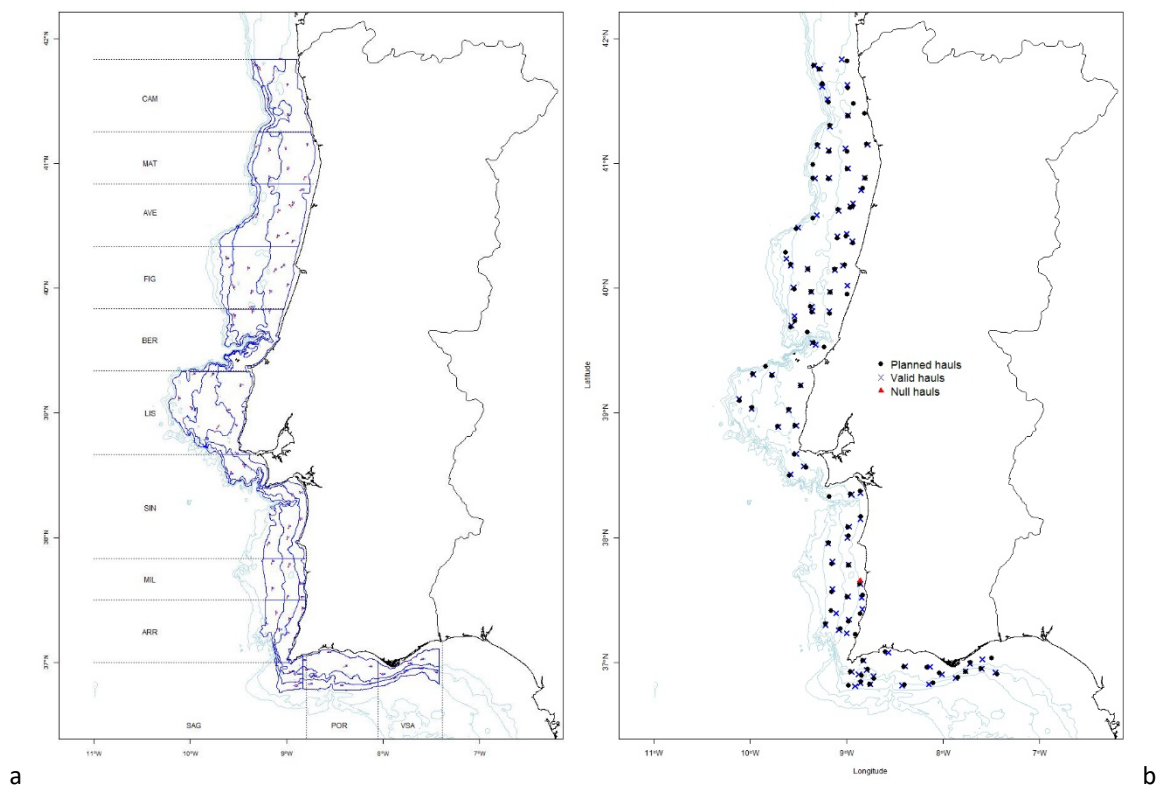 42°N
41°N
40°N
39°N
38°N
37°N
CAM
MAT
AVE
FIG
BER
LIS
SIN
MIL
ARR
SAG POR VSA
11°W 10°W 9°W 8°W 7°W
a
Latitude
42°N
41°N
40°N
39°N
38°N
37°N
Planned hauls
Valid hauls
Null hauls
11°W 10°W 9°W 8°W 7°W
Longitude
b